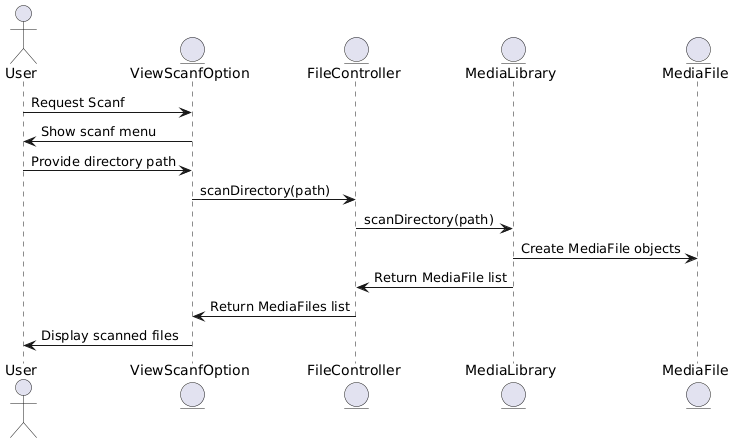 User
ViewScanfOption
FileController
MediaLibrary
MediaFile
Request Scanf
Show scanf menu
Provide directory path
scanDirectory(path)
scanDirectory(path)
Create MediaFile objects
Return MediaFile list
Return MediaFiles list
Display scanned files
User
ViewScanfOption
FileController
MediaLibrary
MediaFile